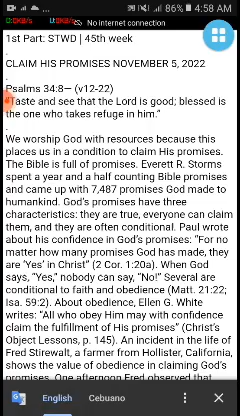 86% 4:58 AM
U:0KB/s D:0KB/s No internet connection
1st Part: STWD | 45th week
.
CLAIM HIS PROMISES NOVEMBER 5, 2022
.
Psalms 34:8— (v12-22)
"Taste and see that the Lord is good; blessed is
the one who takes refuge in him.”
.
We worship God with resources because this
places us in a condition to claim His promises.
The Bible is full of promises. Everett R. Storms
spent a year and a half counting Bible promises
and came up with 7,487 promises God made to
humankind. God’s promises have three
characteristics: they are true, everyone can claim
them, and they are often conditional. Paul wrote
about his confidence in God’s promises: “For no
matter how many promises God has made, they
are ‘Yes’ in Christ” (2 Cor. 1:20a). When God
says, “Yes,” nobody can say, “No!” Several are
conditional to faith and obedience (Matt. 21:22;
Isa. 59:2). About obedience, Ellen G. White
writes: “All who obey Him may with confidence
claim the fulfillment of His promises” (Christ’s
Object Lessons, p. 145). An incident in the life of
Fred Stirewalt, a farmer from Hollister, California,
shows the value of obedience in claiming God’s
promises. One afternoon Fred observed that
English Cebuano